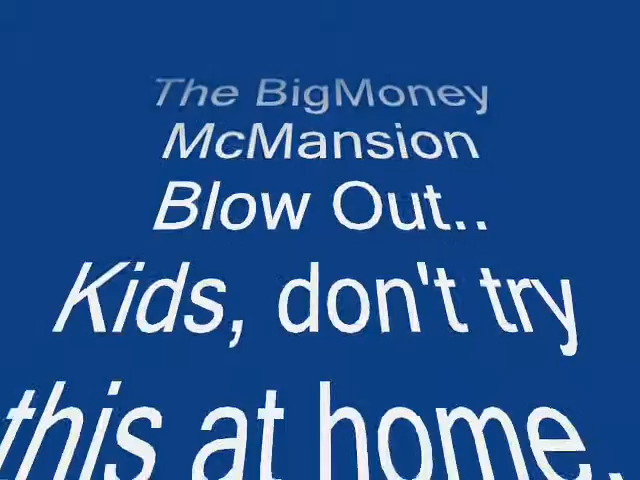 The BigMoney
McMansion
Blow Out..
Kids, don't try
this at home.